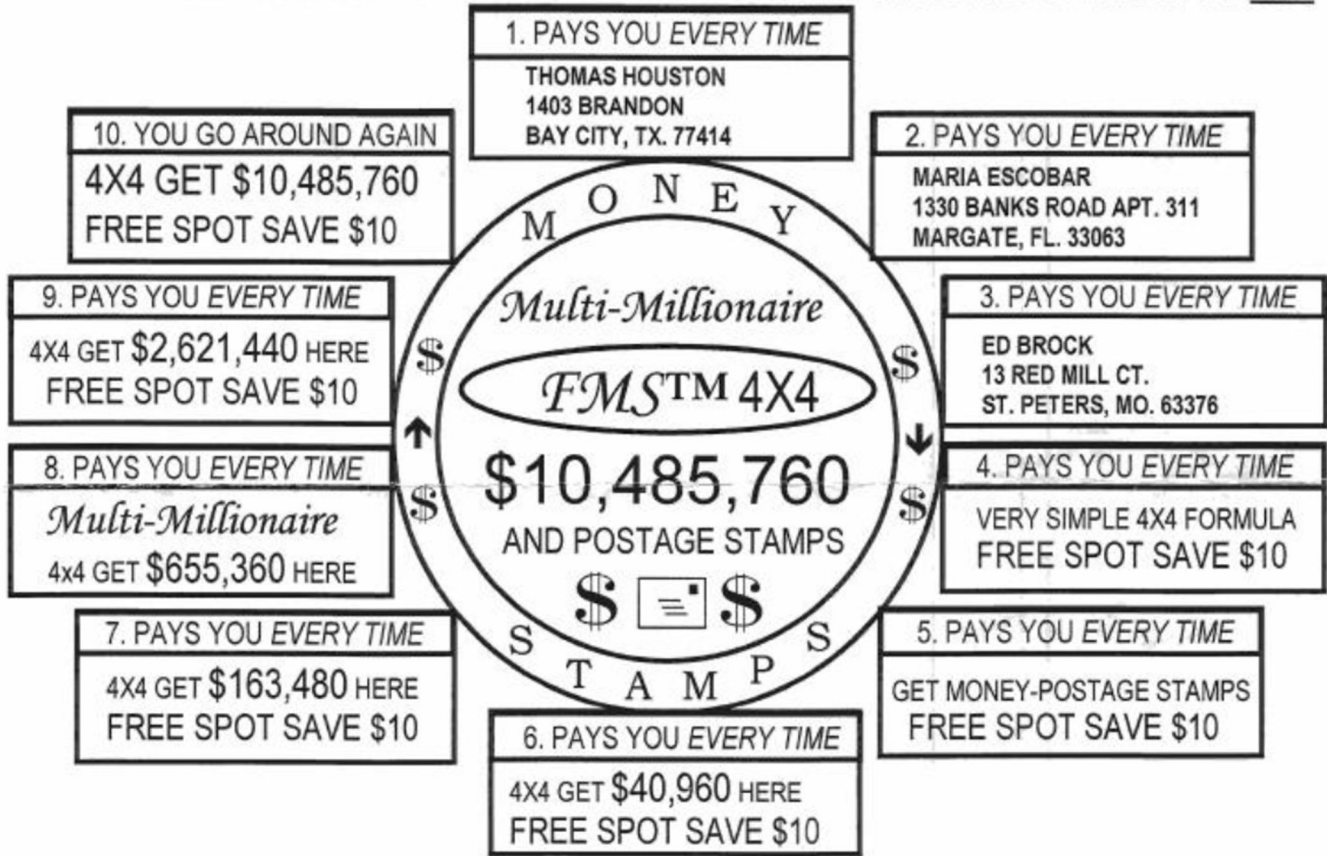 1. PAYS YOU EVERY TIME
THOMAS HOUSTON
1403 BRANDON
BAY CITY, TX. 77414
2. PAYS YOU EVERY TIME
MARIA ESCOBAR
1330 BANKS ROAD APT. 311
MARGATE, FL. 33063
3. PAYS YOU EVERY TIME
ED BROCK
13 RED MILL CT.
ST. PETERS, MO. 63376
4. PAYS YOU EVERY TIME
VERY SIMPLE 4X4 FORMULA
FREE SPOT SAVE $10
5. PAYS YOU EVERY TIME
GET MONEY-POSTAGE STAMPS
FREE SPOT SAVE $10
6. PAYS YOU EVERY TIME
4X4 GET $40,960 HERE
FREE SPOT SAVE $10
7. PAYS YOU EVERY TIME
4X4 GET $163,480 HERE
FREE SPOT SAVE $10
8. PAYS YOU EVERY TIME
Multi-Millionaire
4x4 GET $655,360 HERE
9. PAYS YOU EVERY TIME
4X4 GET $2,621,440 HERE
FREE SPOT SAVE $10
10. YOU GO AROUND AGAIN
4X4 GET $10,485,760
FREE SPOT SAVE $10
MONEY
$ $
$ $
Multi-Millionaire
FMS™ 4X4
$10,485,760
AND POSTAGE STAMPS
$ $
STAMPS